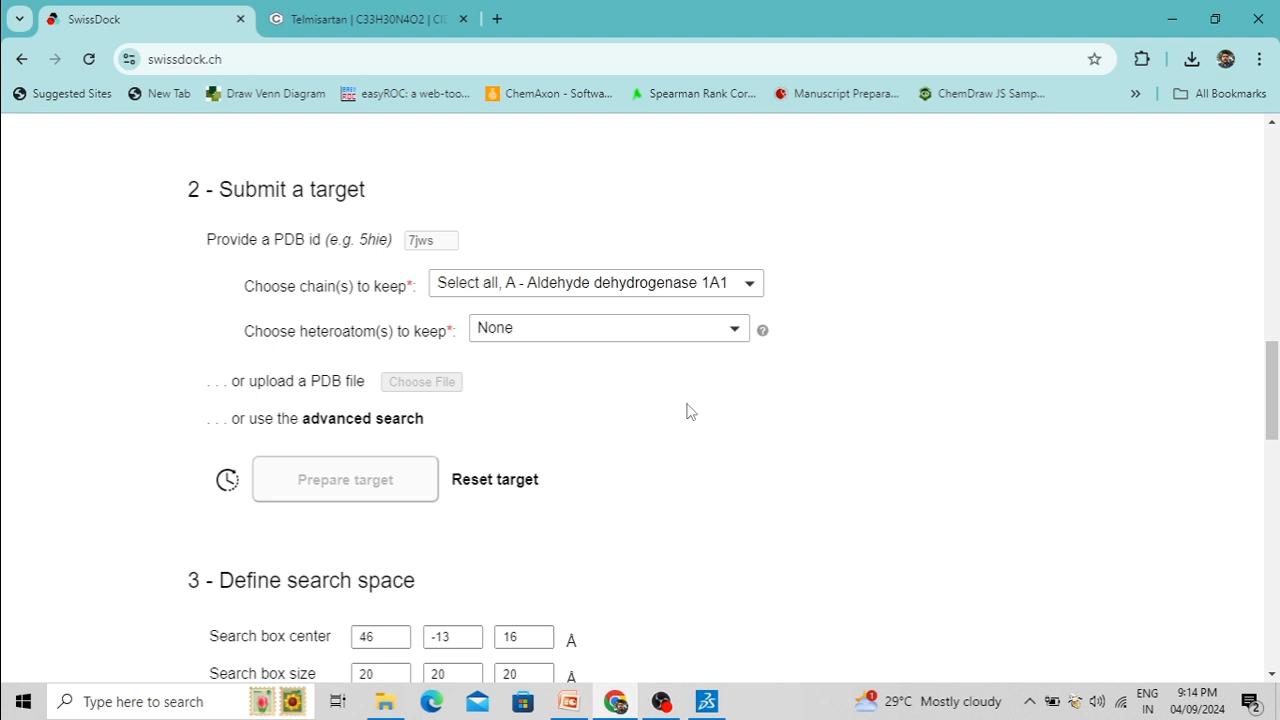 SwissDock
Telmisartan | C33H30N4O2 | CI
swissdock.ch
Suggested Sites
New Tab
Draw Venn Diagram
easyROC: a web-too...
ChemAxon - Softwa...
Spearman Rank Cor...
Manuscript Prepara...
ChemDraw JS Samp...
All Bookmarks
2 - Submit a target
Provide a PDB id (e.g. 5hie) 7jws
Choose chain(s) to keep*: Select all, A - Aldehyde dehydrogenase 1A1
Choose heteroatom(s) to keep*: None ?
. . . or upload a PDB file Choose File
. . . or use the advanced search
Prepare target Reset target
3 - Define search space
Search box center 46 -13 16 Å
Search box size 20 20 20 Å
Type here to search
1
29°C Mostly cloudy
ENG
IN
9:14 PM
04/09/2024
2